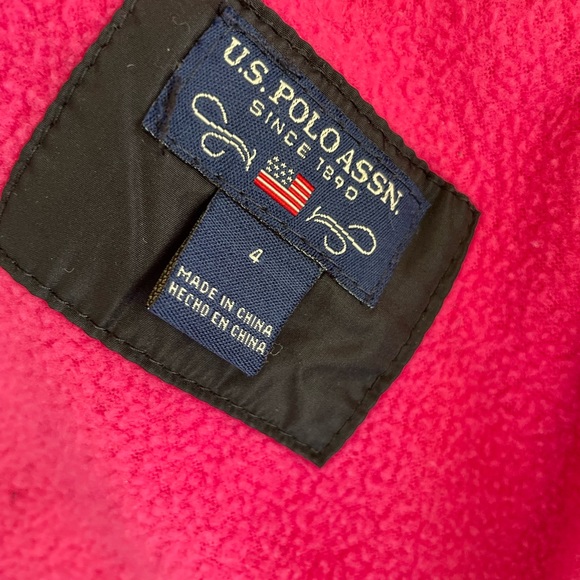 U.S. POLO ASSN.
SINCE 1890
4
MADE IN CHINA
HECHO EN CHINA